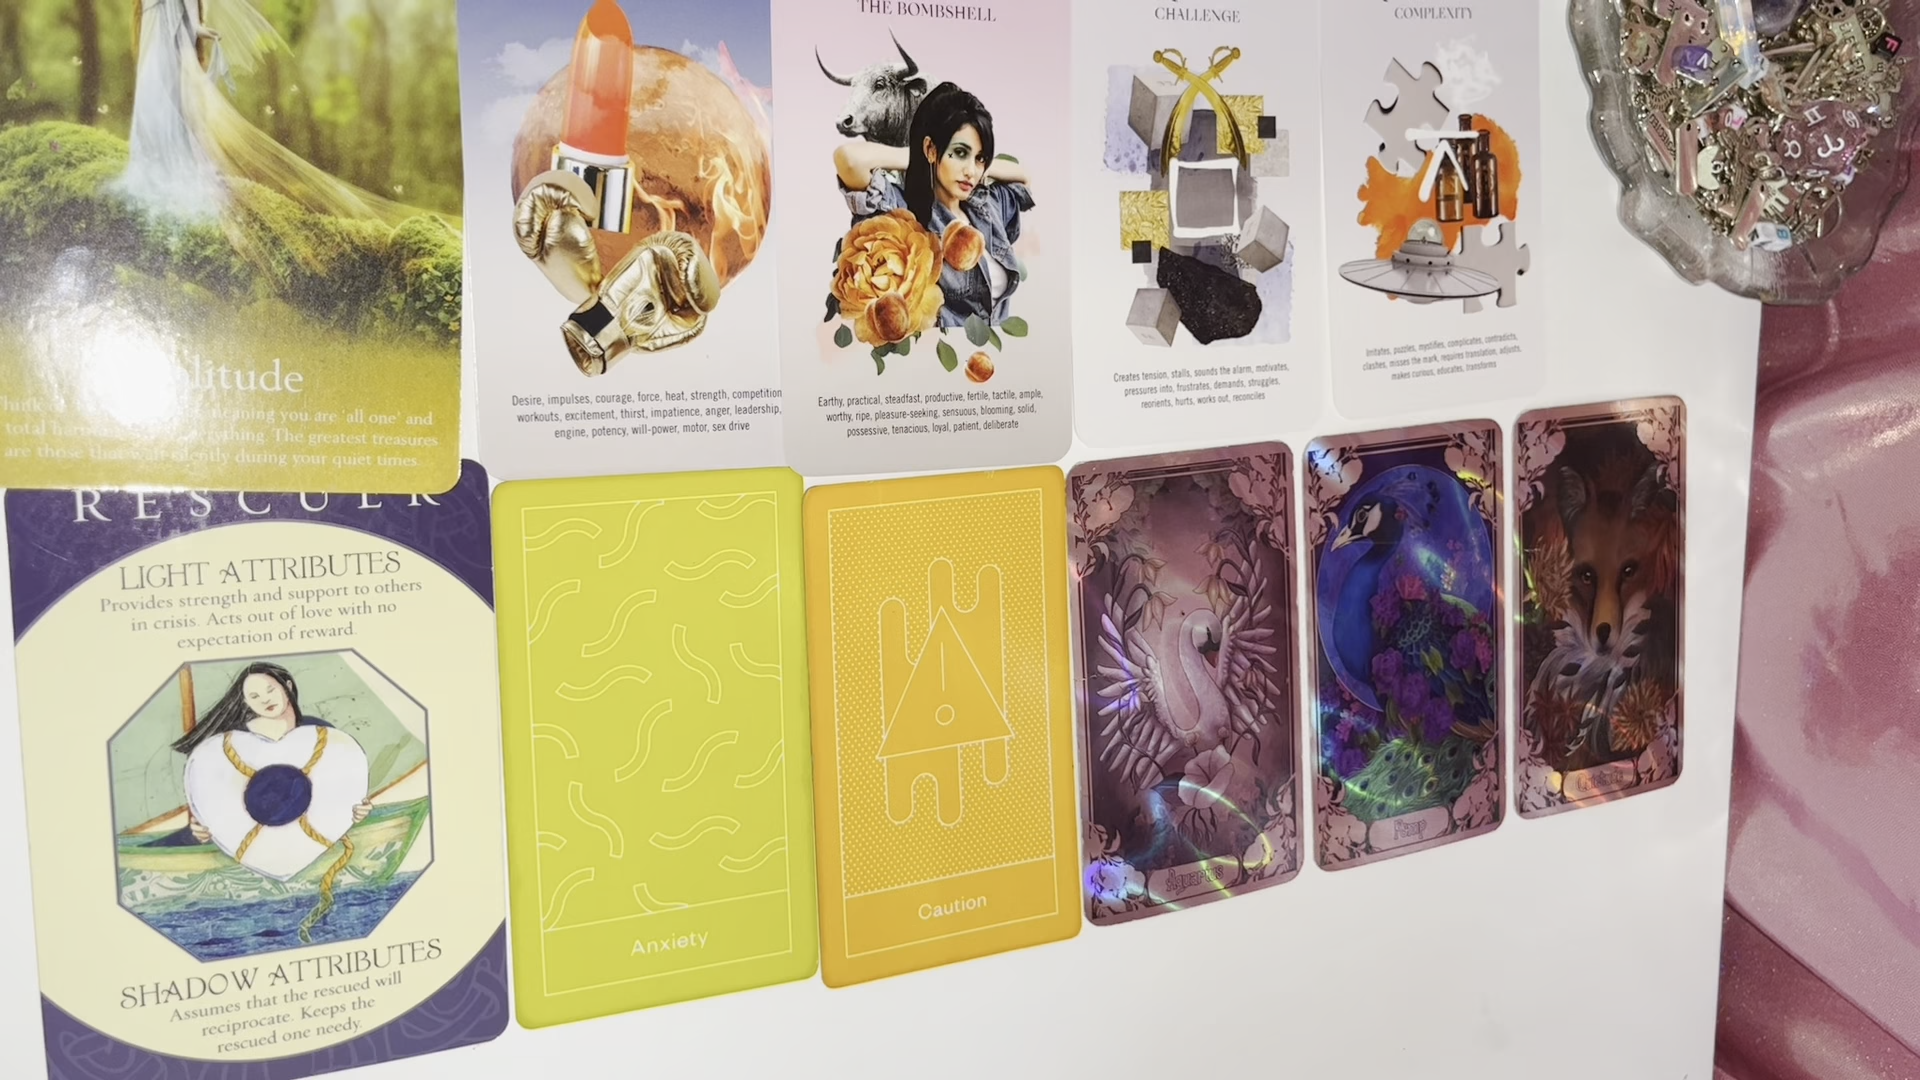 THE BOMBSHELL
CHALLENGE
COMPLEXITY
litude
meaning you are 'all one' and
total
everything. The greatest treasures
are those that wait silently during your quiet times.
Desire, impulses, courage, force, heat, strength, competition
workouts, excitement, thirst, impatience, anger, leadership,
engine, potency, will-power, motor, sex drive
Earthy, practical, steadfast, productive, fertile, tactile, ample,
worthy, ripe, pleasure-seeking, sensuous, blooming, solid,
possessive, tenacious, loyal, patient, deliberate
Creates tension, stalls, sounds the alarm, motivates,
pressures into, frustrates, demands, struggles,
reorients, hurts, works out, reconciles
Irritates, puzzles, mystifies, complicates, contradicts,
clashes, misses the mark, requires translation, adjusts,
makes curious, educates, transforms
RESCUER
LIGHT ATTRIBUTES
Provides strength and support to others
in crisis. Acts out of love with no
expectation of reward.
SHADOW ATTRIBUTES
Assumes that the rescued will
reciprocate. Keeps the
rescued one needy.
Anxiety
Caution
Aquarius